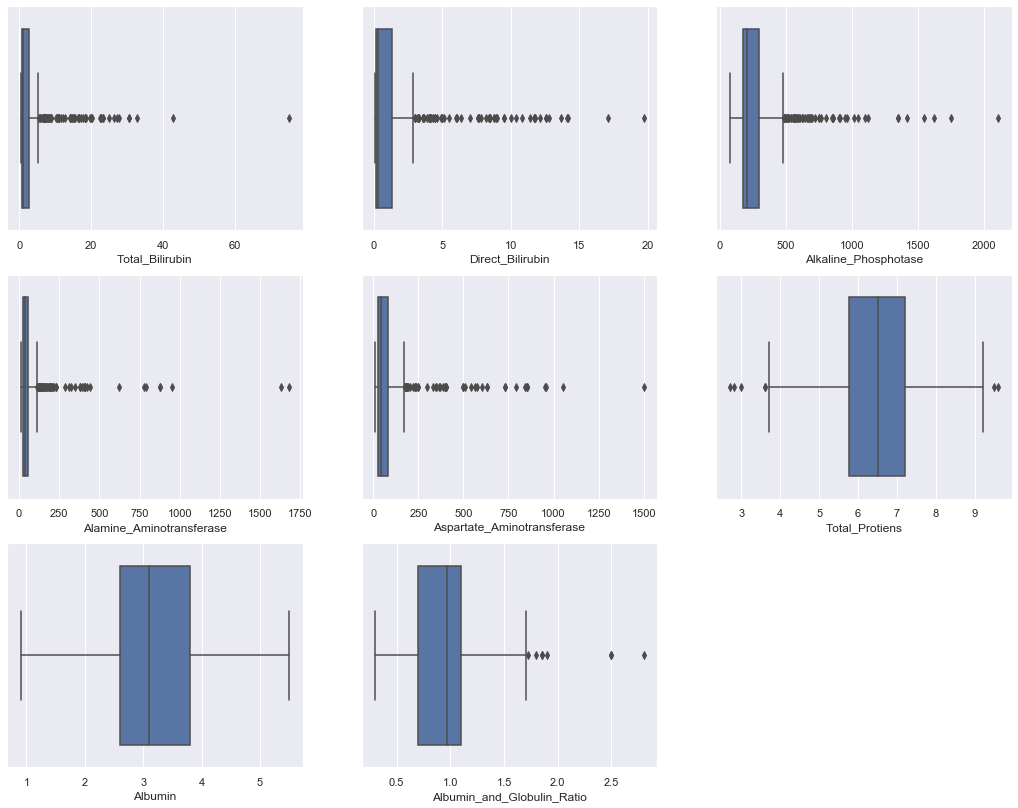 0 20 40 60
Total_Bilirubin
0 5 10 15 20
Direct_Bilirubin
0 500 1000 1500 2000
Alkaline_Phosphotase
0 250 500 750 1000 1250 1500 1750
Alamine_Aminotransferase
0 250 500 750 1000 1250 1500
Aspartate_Aminotransferase
3 4 5 6 7 8 9
Total_Protiens
1 2 3 4 5
Albumin
0.5 1.0 1.5 2.0 2.5
Albumin_and_Globulin_Ratio